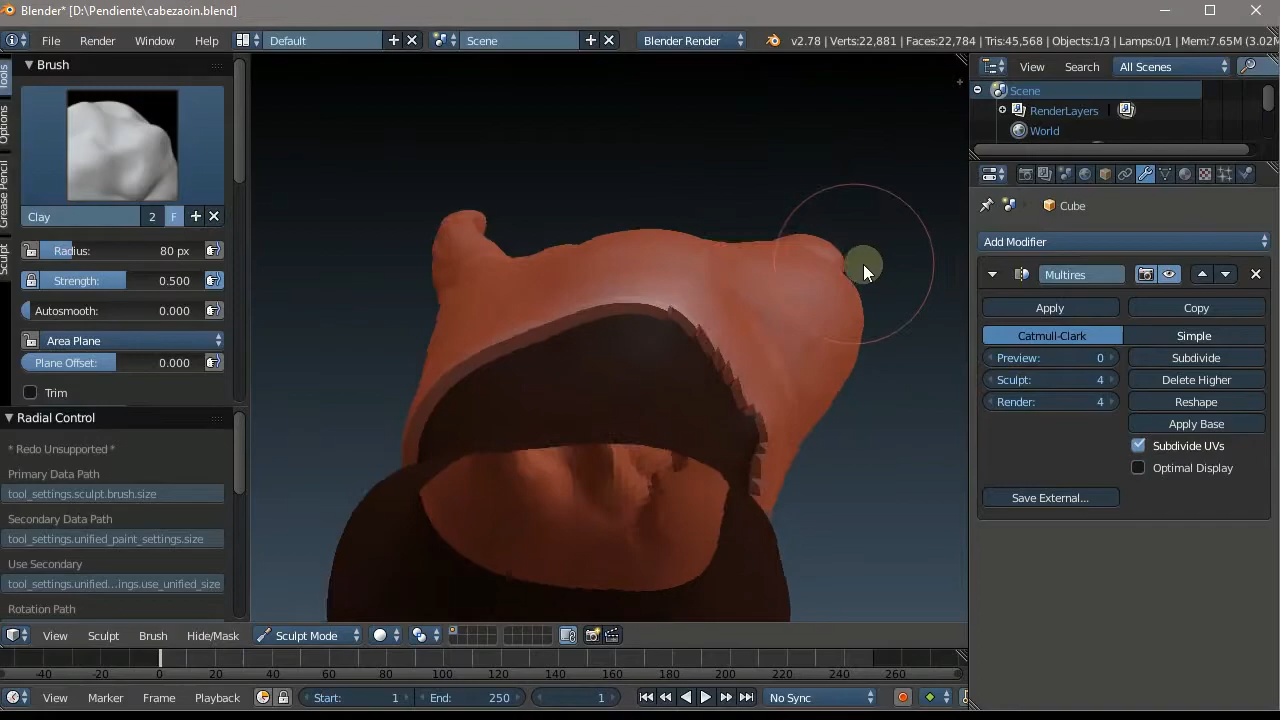 Blender* [D:\Pendiente\cabezaoin.blend]
File Render Window Help Default Scene Blender Render v2.78 | Verts:22,881 | Faces:22,784 | Tris:45,568 | Objects:1/3 | Lamps:0/1 | Mem:7.65M (3.02M
Brush
Clay 2 F
Radius: 80 px
Strength: 0.500
Autosmooth: 0.000
Area Plane
Plane Offset: 0.000
Trim
Radial Control
* Redo Unsupported *
Primary Data Path
tool_settings.sculpt.brush.size
Secondary Data Path
tool_settings.unified_paint_settings.size
Use Secondary
tool_settings.unified...ings.use_unified_size
Rotation Path
Tools
Options
Grease Pencil
Sculpt
View Search All Scenes
Scene
RenderLayers
World
Cube
Add Modifier
Multires
Apply Copy
Catmull-Clark Simple
Preview: 0 Subdivide
Sculpt: 4 Delete Higher
Render: 4 Reshape
Apply Base
Subdivide UVs
Optimal Display
Save External...
View Sculpt Brush Hide/Mask Sculpt Mode
-40 -20 0 20 40 60 80 100 120 140 160 180 200 220 240 260
View Marker Frame Playback Start: 1 End: 250 1 No Sync